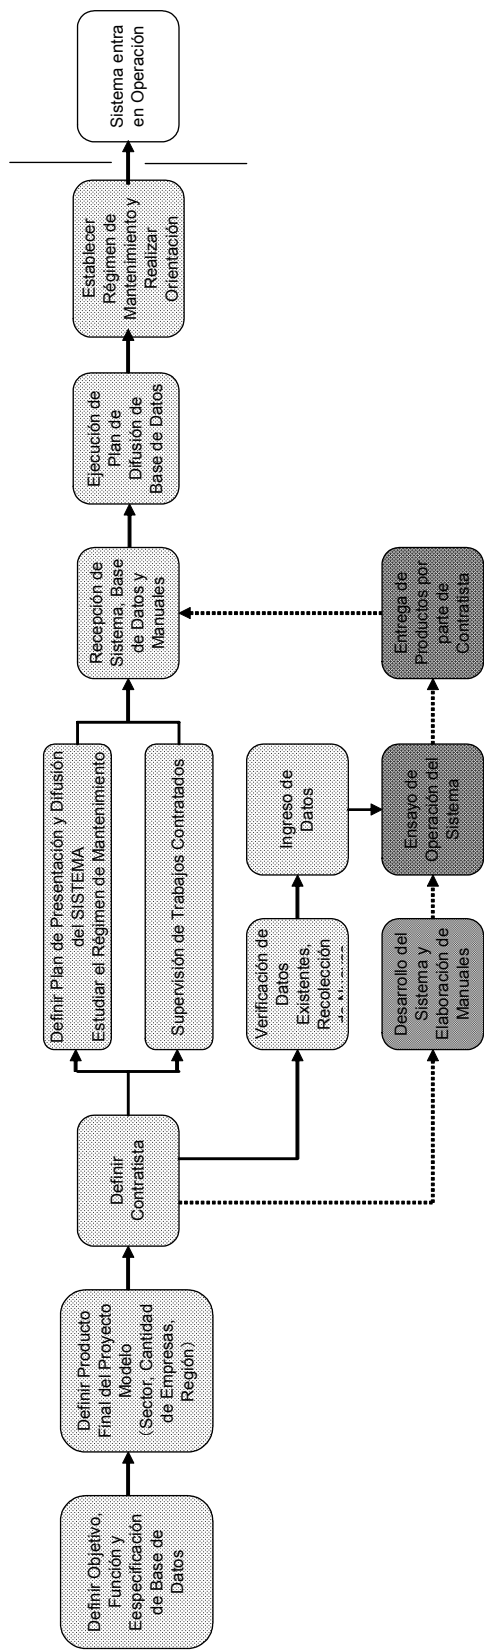 Definir Objetivo,
Función y
Eespecificación
de Base de
Datos
Definir Producto
Final del Proyecto
Modelo
(Sector, Cantidad
de Empresas,
Región)
Definir
Contratista
Definir Plan de Presentación y Difusión
del SISTEMA
Estudiar el Régimen de Mantenimiento
Supervisión de Trabajos Contratados
Verificación de
Datos
Existentes,
Recolección
Ingreso de
Datos
Desarrollo del
Sistema y
Elaboración de
Manuales
Ensayo de
Operación del
Sistema
Entrega de
Productos por
parte de
Contratista
Recepción de
Sistema, Base
de Datos y
Manuales
Ejecución de
Plan de
Difusión de
Base de Datos
Establecer
Régimen de
Mantenimiento y
Realizar
Orientación
Sistema entra
en Operación